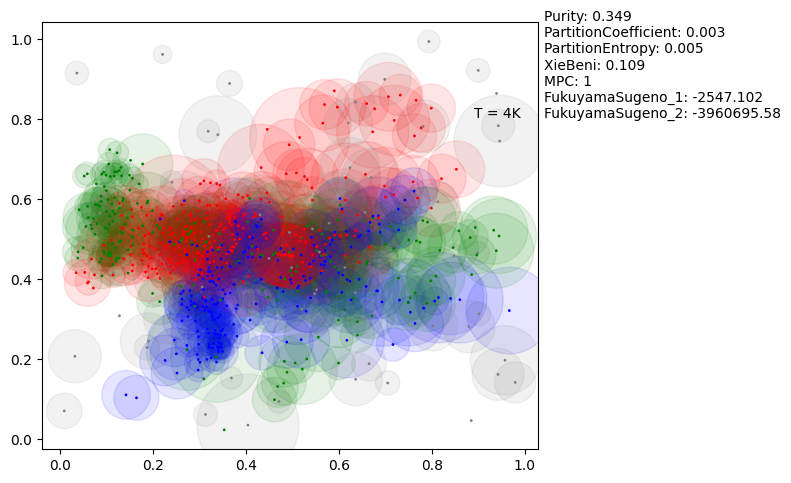 Purity: 0.349
PartitionCoefficient: 0.003
PartitionEntropy: 0.005
XieBeni: 0.109
MPC: 1
FukuyamaSugeno_1: -2547.102
FukuyamaSugeno_2: -3960695.58
T = 4K
1.0
0.8
0.6
0.4
0.2
0.0
0.0 0.2 0.4 0.6 0.8 1.0